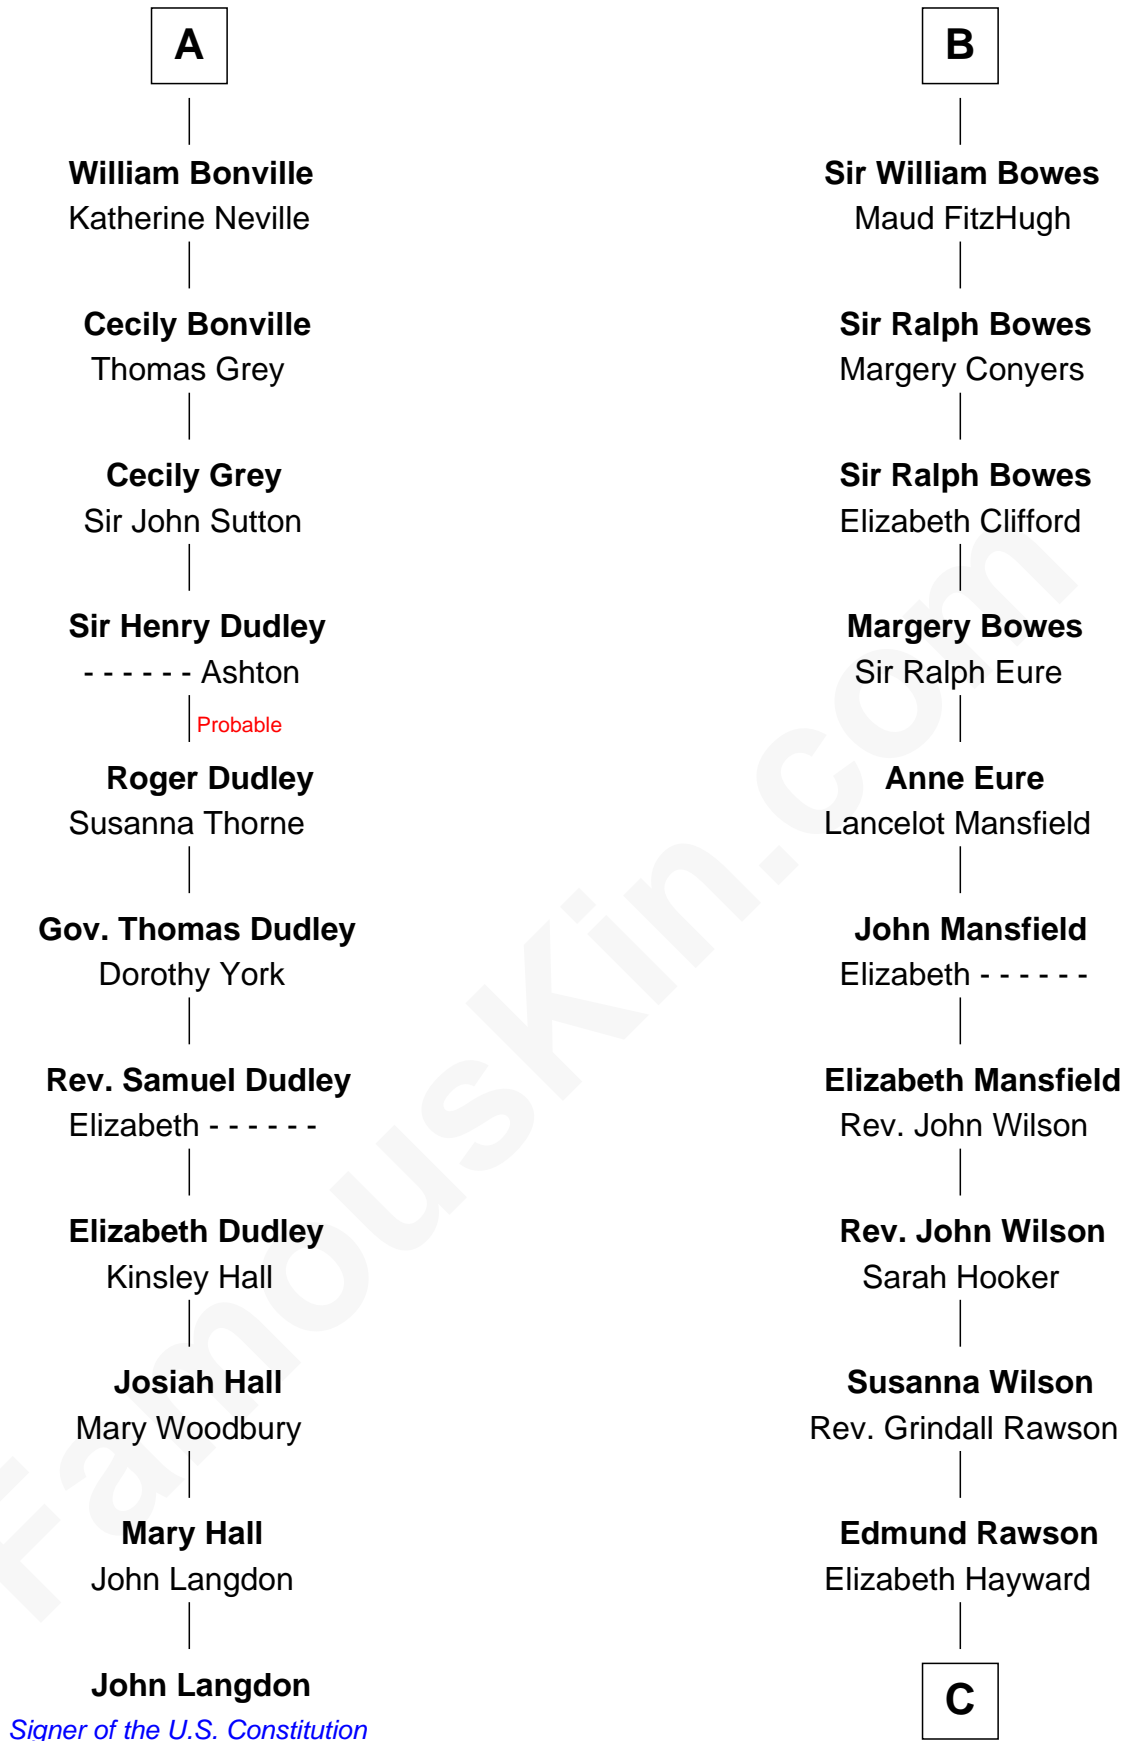 A
William Bonville
Katherine Neville
Cecily Bonville
Thomas Grey
Cecily Grey
Sir John Sutton
Sir Henry Dudley
- - - - - - Ashton
Probable
Roger Dudley
Susanna Thorne
Gov. Thomas Dudley
Dorothy York
Rev. Samuel Dudley
Elizabeth - - - - - -
Elizabeth Dudley
Kinsley Hall
Josiah Hall
Mary Woodbury
Mary Hall
John Langdon
John Langdon
Signer of the U.S. Constitution
B
Sir William Bowes
Maud FitzHugh
Sir Ralph Bowes
Margery Conyers
Sir Ralph Bowes
Elizabeth Clifford
Margery Bowes
Sir Ralph Eure
Anne Eure
Lancelot Mansfield
John Mansfield
Elizabeth - - - - - -
Elizabeth Mansfield
Rev. John Wilson
Rev. John Wilson
Sarah Hooker
Susanna Wilson
Rev. Grindall Rawson
Edmund Rawson
Elizabeth Hayward
C
FamousKin.com